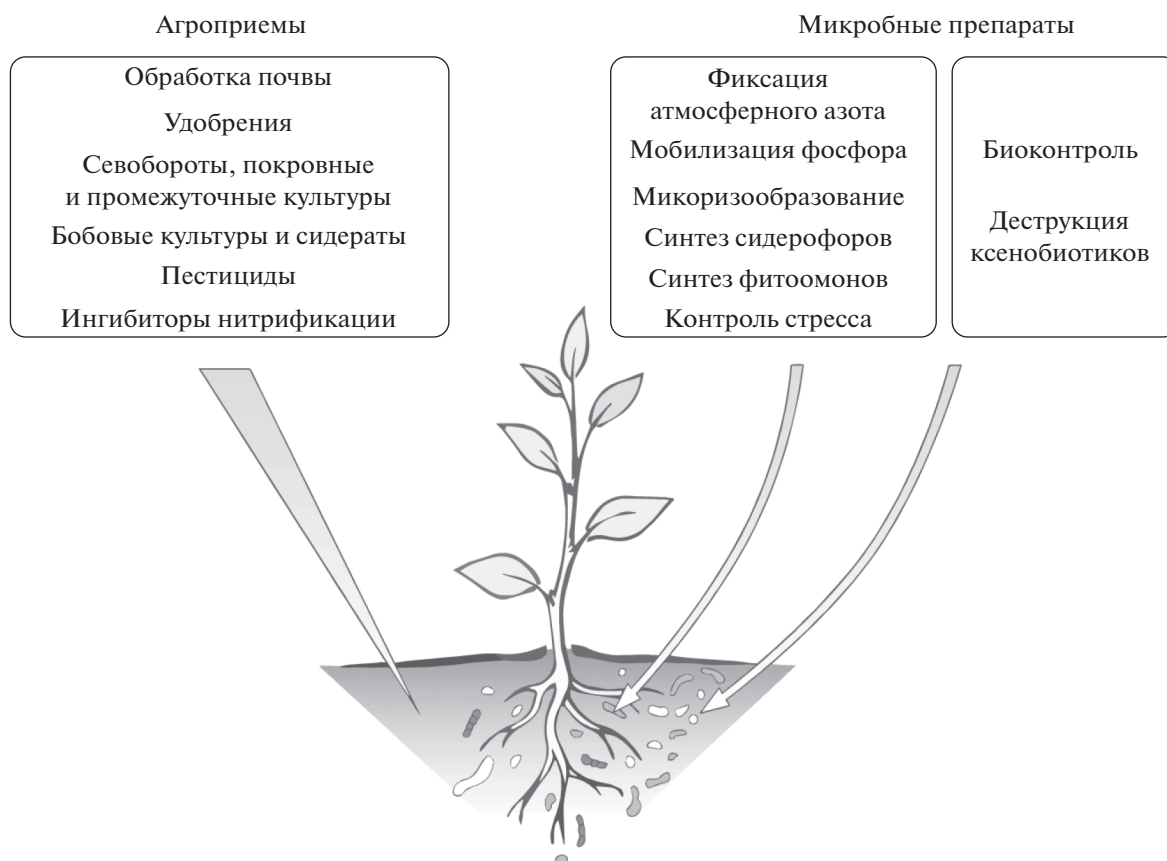 Агроприемы
Обработка почвы
Удобрения
Севообороты, покровные
и промежуточные культуры
Бобовые культуры и сидераты
Пестициды
Ингибиторы нитрификации
Микробные препараты
Фиксация
атмосферного азота
Мобилизация фосфора
Микоризообразование
Синтез сидерофоров
Синтез фитоомонов
Контроль стресса
Биоконтроль
Деструкция
ксенобиотиков